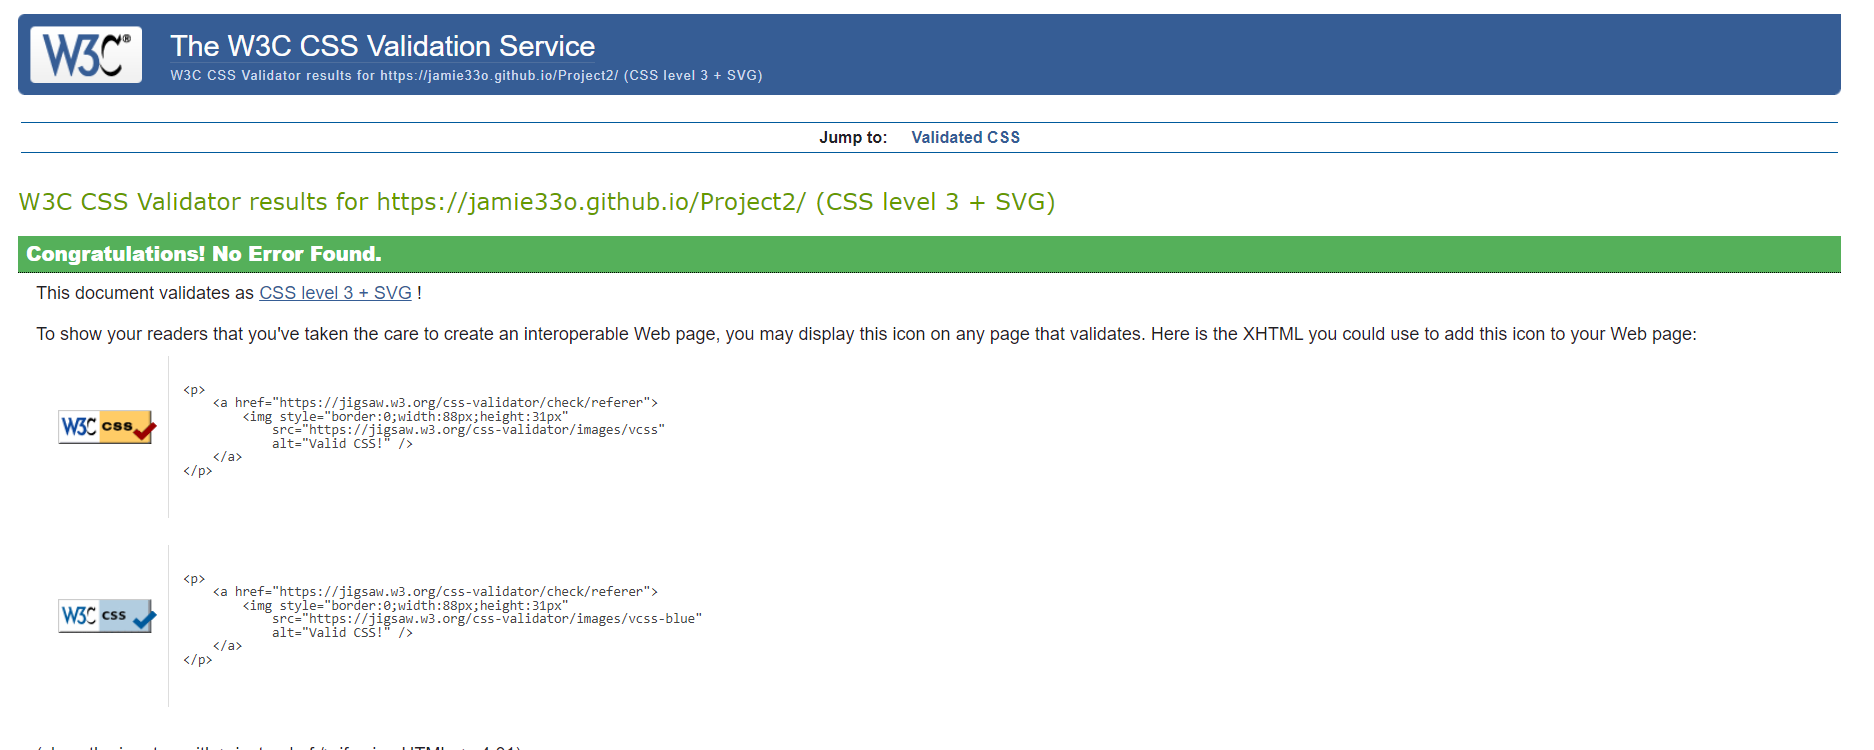 W3C®
The W3C CSS Validation Service
W3C CSS Validator results for https://jamie33o.github.io/Project2/ (CSS level 3 + SVG)
Jump to: Validated CSS
W3C CSS Validator results for https://jamie33o.github.io/Project2/ (CSS level 3 + SVG)
Congratulations! No Error Found.
This document validates as CSS level 3 + SVG !
To show your readers that you've taken the care to create an interoperable Web page, you may display this icon on any page that validates. Here is the XHTML you could use to add this icon to your Web page:
W3C css
<p>
<a href="https://jigsaw.w3.org/css-validator/check/referer">
<img style="border:0;width:88px;height:31px"
src="https://jigsaw.w3.org/css-validator/images/vcss"
alt="Valid CSS!" />
</a>
</p>
W3C css
<p>
<a href="https://jigsaw.w3.org/css-validator/check/referer">
<img style="border:0;width:88px;height:31px"
src="https://jigsaw.w3.org/css-validator/images/vcss-blue"
alt="Valid CSS!" />
</a>
</p>